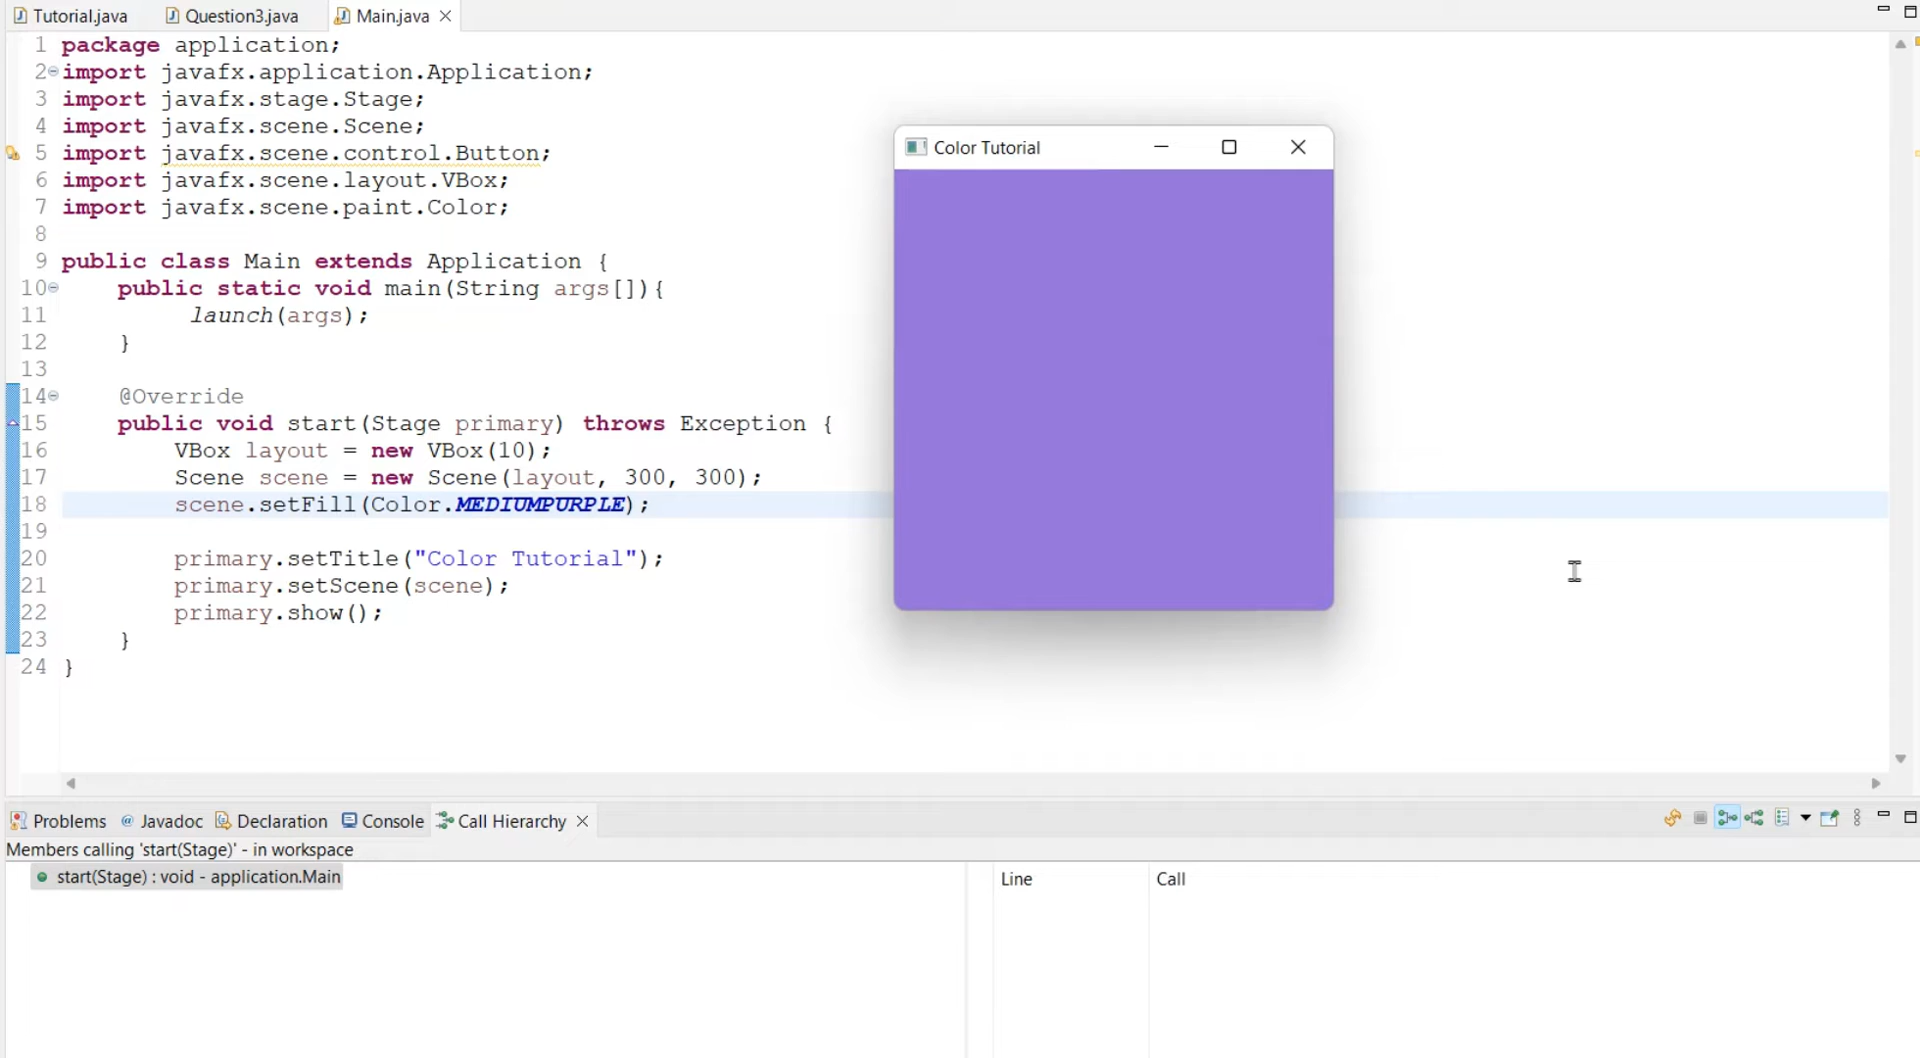 Tutorial.java Question3.java Main.java
1 package application;
2 import javafx.application.Application;
3 import javafx.stage.Stage;
4 import javafx.scene.Scene;
5 import javafx.scene.control.Button;
6 import javafx.scene.layout.VBox;
7 import javafx.scene.paint.Color;
8
9 public class Main extends Application {
10 public static void main(String args[]){
11 launch(args);
12 }
13
14 @Override
15 public void start(Stage primary) throws Exception {
16 VBox layout = new VBox(10);
17 Scene scene = new Scene(layout, 300, 300);
18 scene.setFill(Color.MEDIUMPURPLE);
19
20 primary.setTitle("Color Tutorial");
21 primary.setScene(scene);
22 primary.show();
23 }
24 }
Color Tutorial
Problems @ Javadoc Declaration Console Call Hierarchy
Members calling 'start(Stage)' - in workspace
start(Stage) : void - application.Main
Line Call